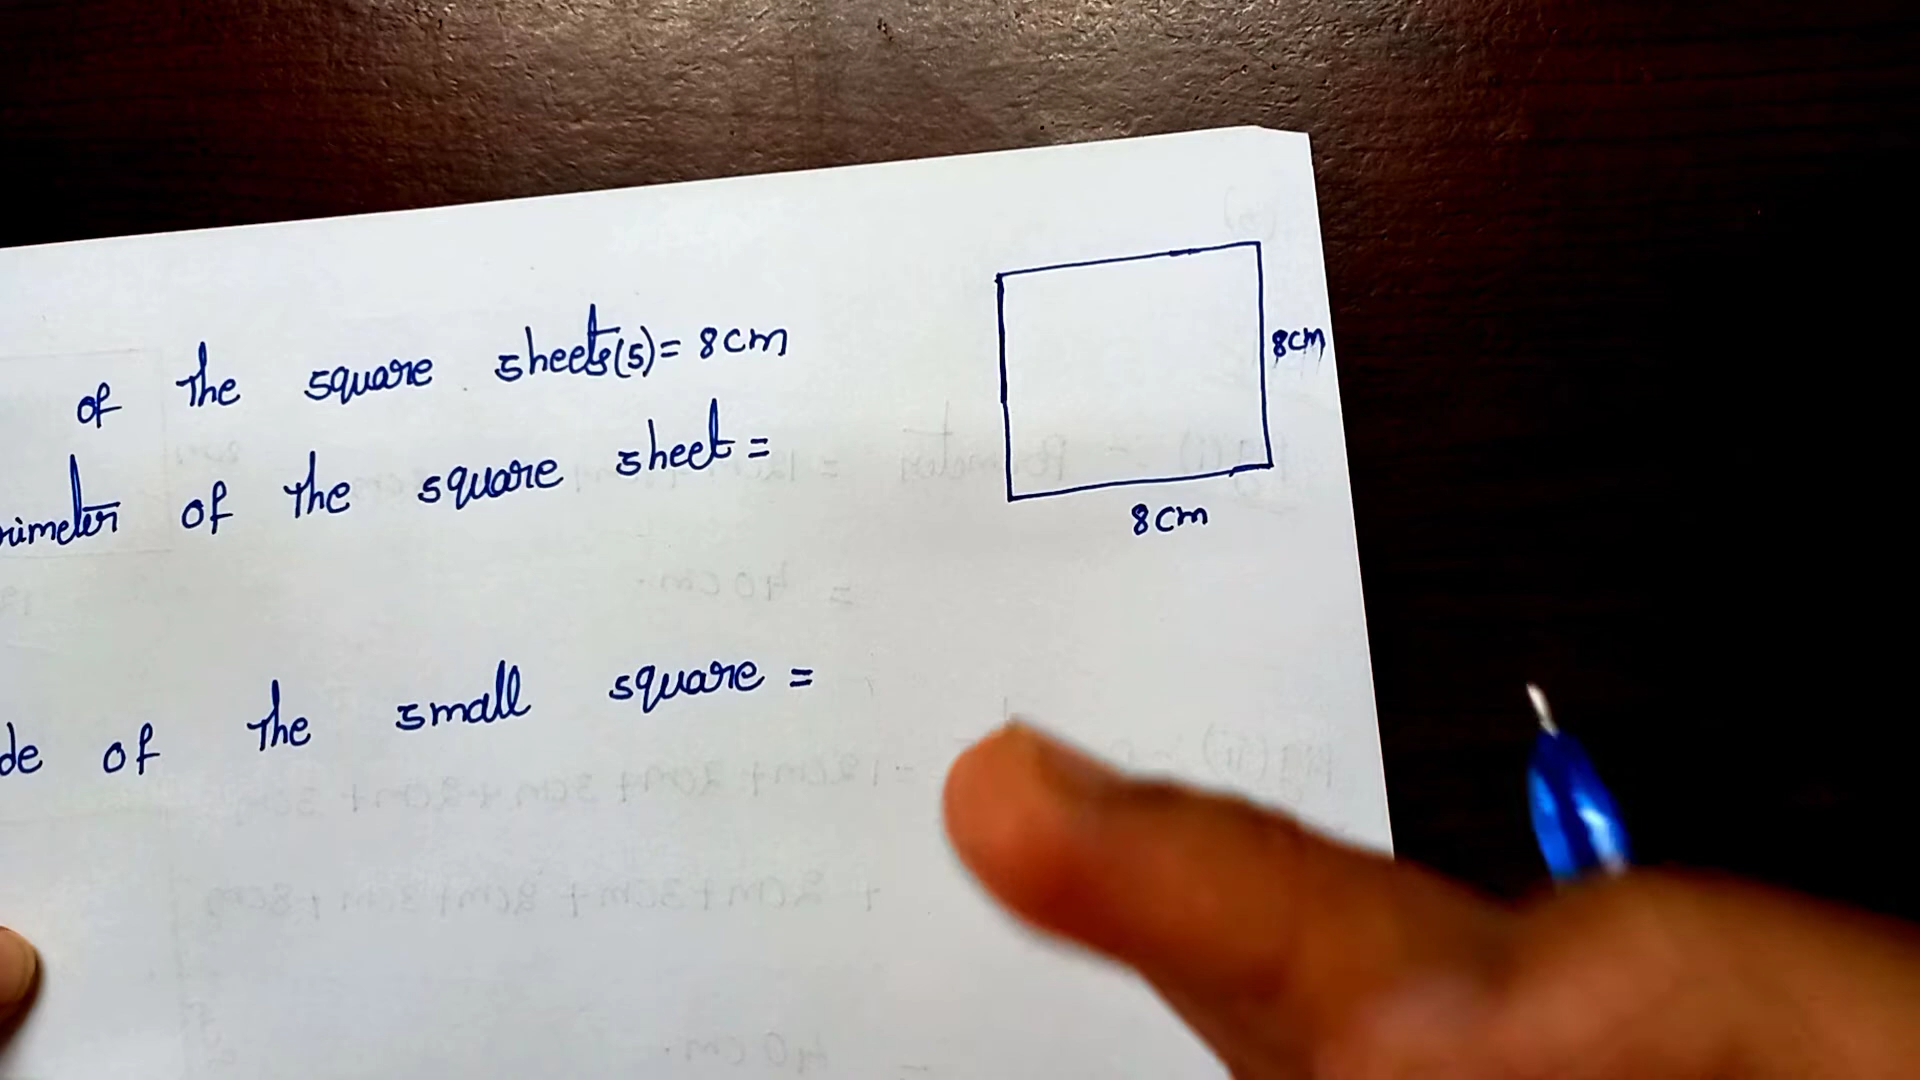 of the square sheets(s)= 8cm
rimeter of the square sheet =
de of the small square =
8cm
8cm